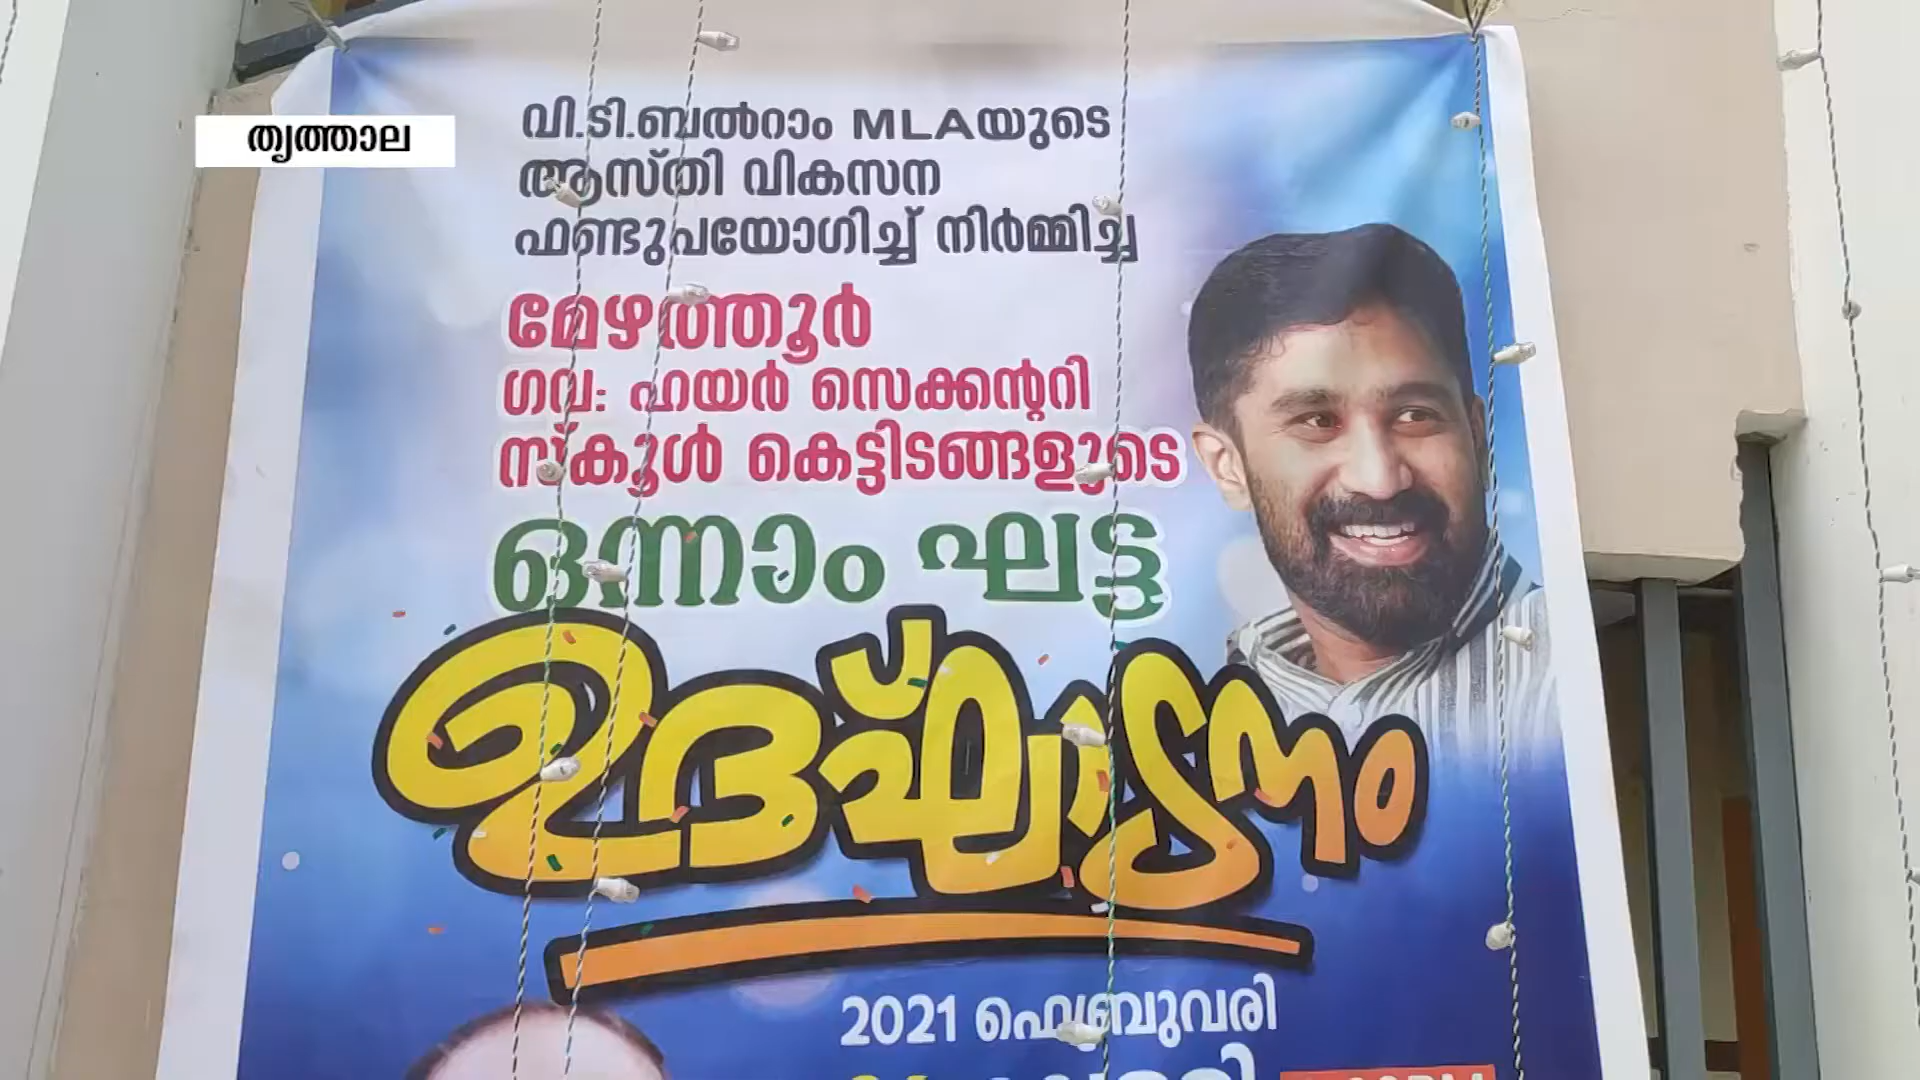 തൃത്താല
വി.ടി.ബൽറാം MLAയുടെ
ആസ്തി വികസന
ഫണ്ടുപയോഗിച്ച് നിർമ്മിച്ച
മേഴത്തൂർ
ഗവ: ഹയർ സെക്കന്ററി
സ്കൂൾ കെട്ടിടങ്ങളുടെ
ഒന്നാം ഘട്ട
ഉദ്ഘാടനം
2021 ഫെബ്രുവരി